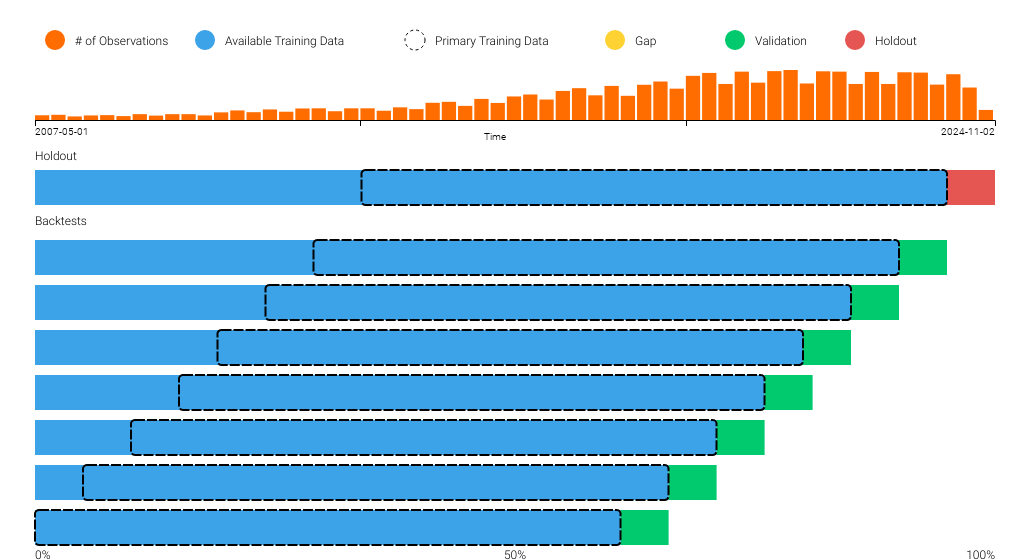 # of Observations Available Training Data Primary Training Data Gap Validation Holdout
2007-05-01 Time 2024-11-02
Holdout
Backtests
0% 50% 100%